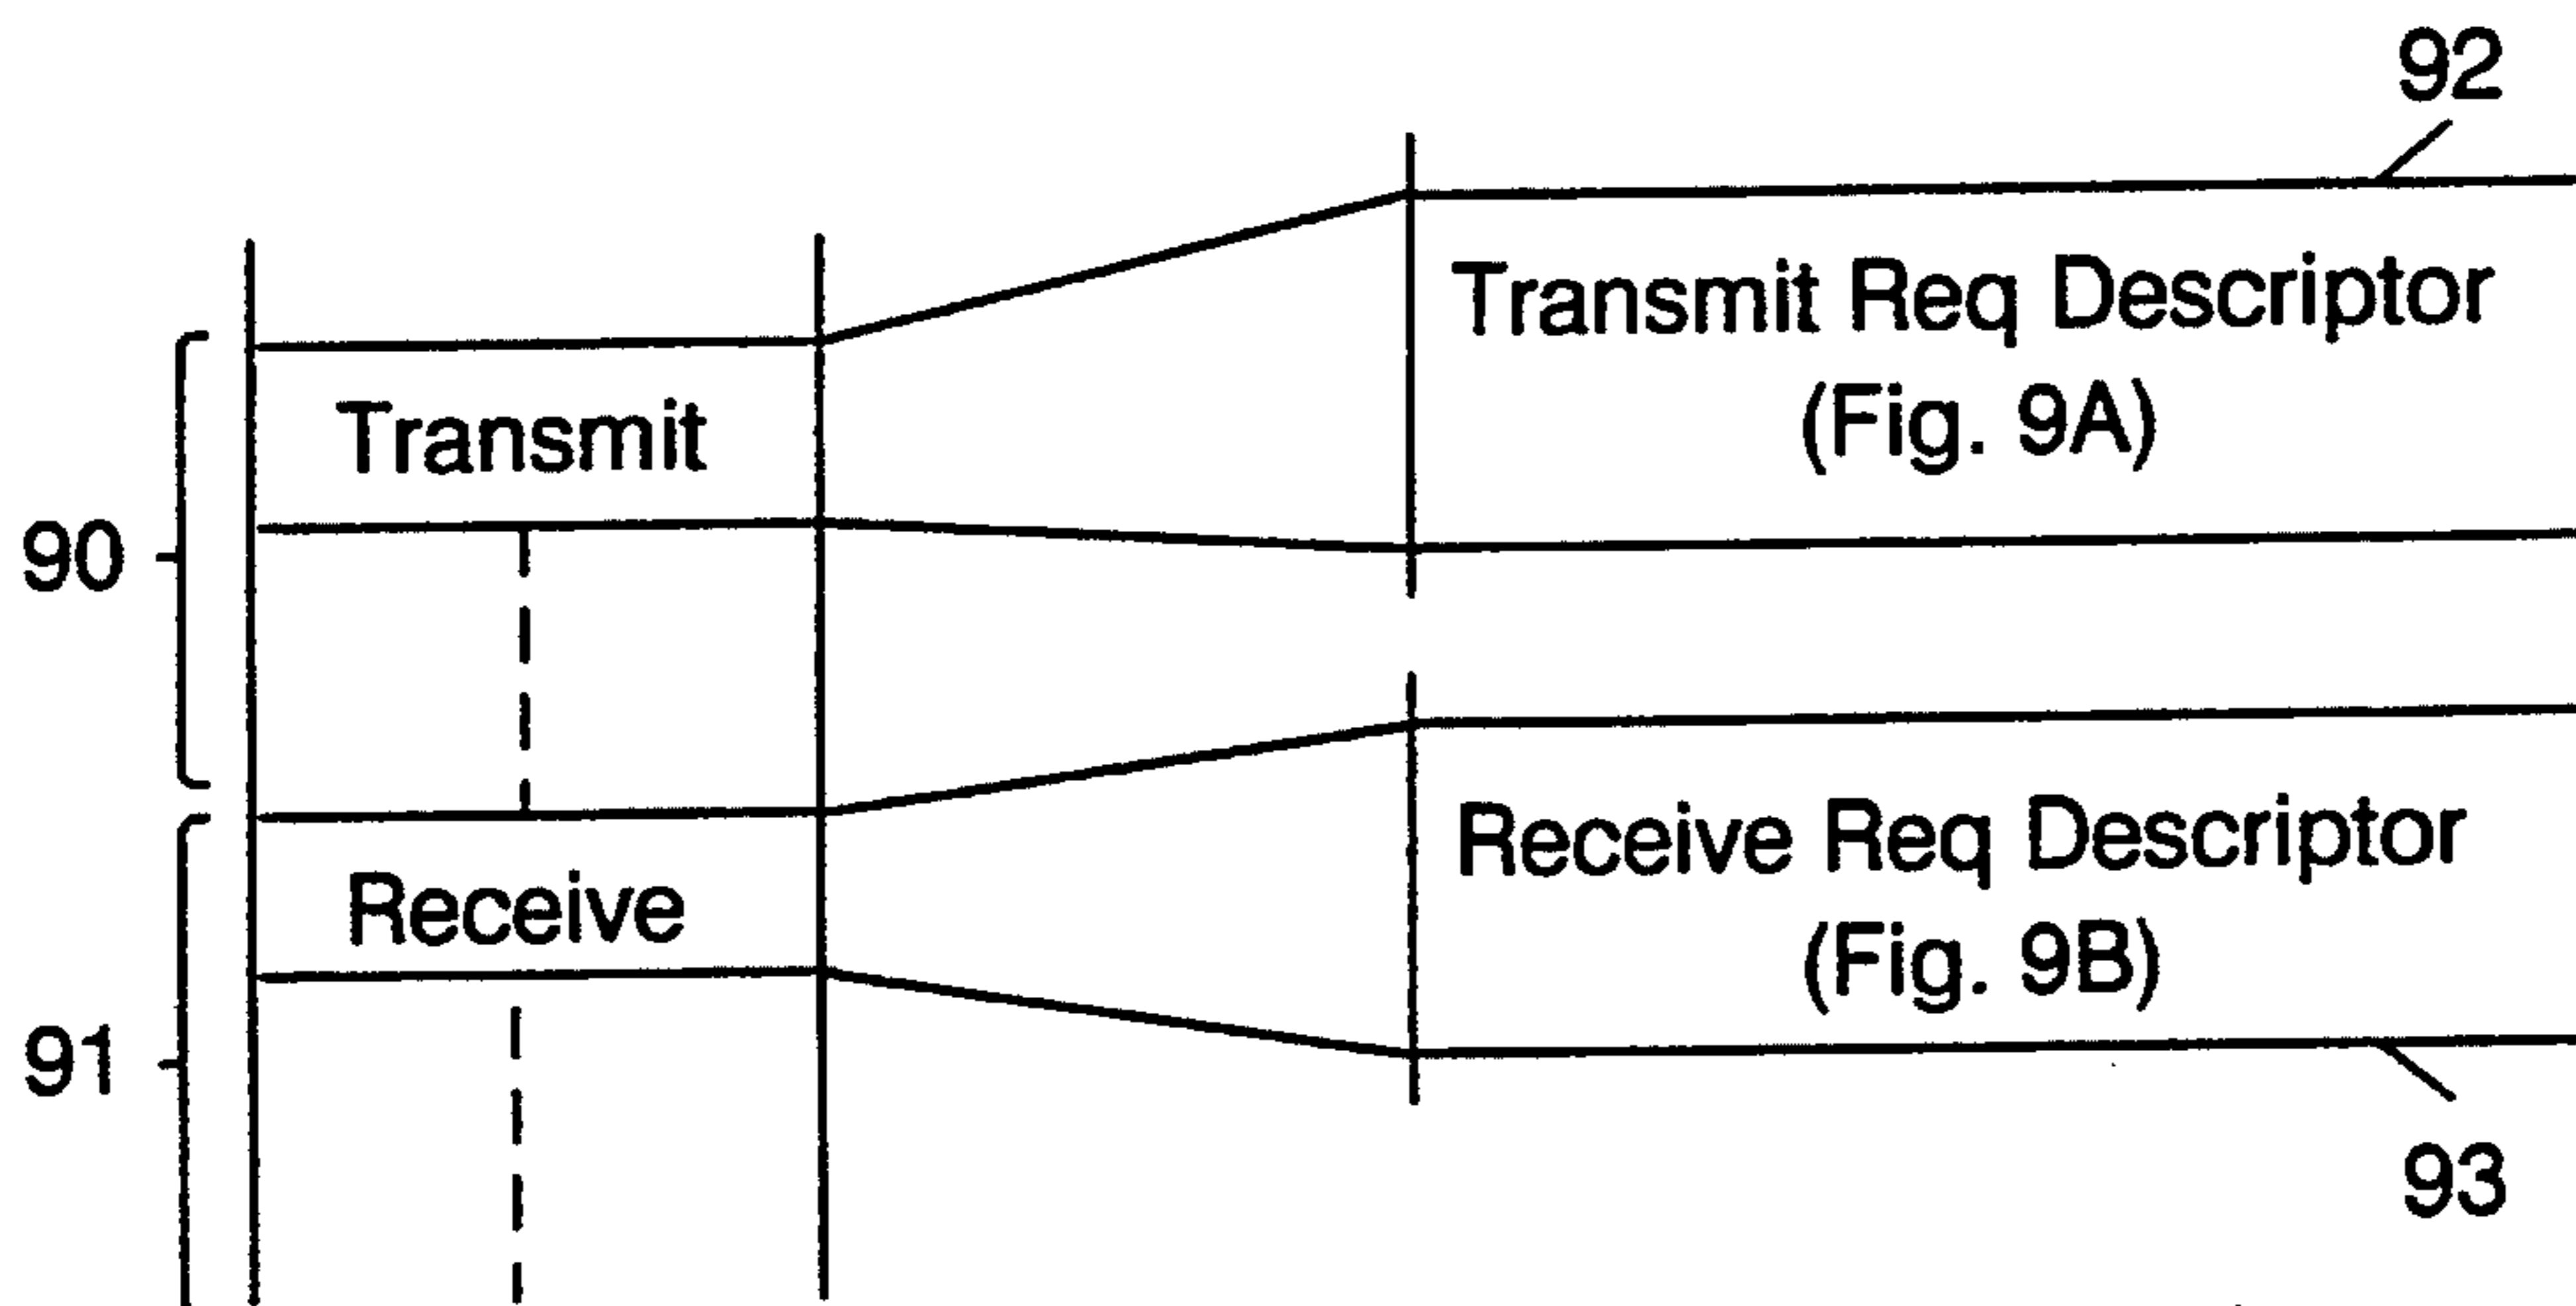 92
Transmit Req Descriptor
(Fig. 9A)
Transmit
90
Receive Req Descriptor
(Fig. 9B)
Receive
91
93